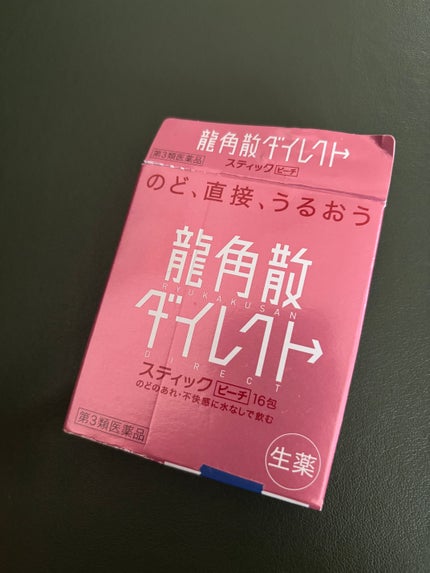 龍角散ダイレクト
第3類医薬品
スティック ピーチ
のど、直接、うるおう
龍角散
RYUKAKUSAN
ダイレクト
DIRECT
スティック ピーチ 16包
のどのあれ・不快感に水なしで飲む
第3類医薬品
生薬